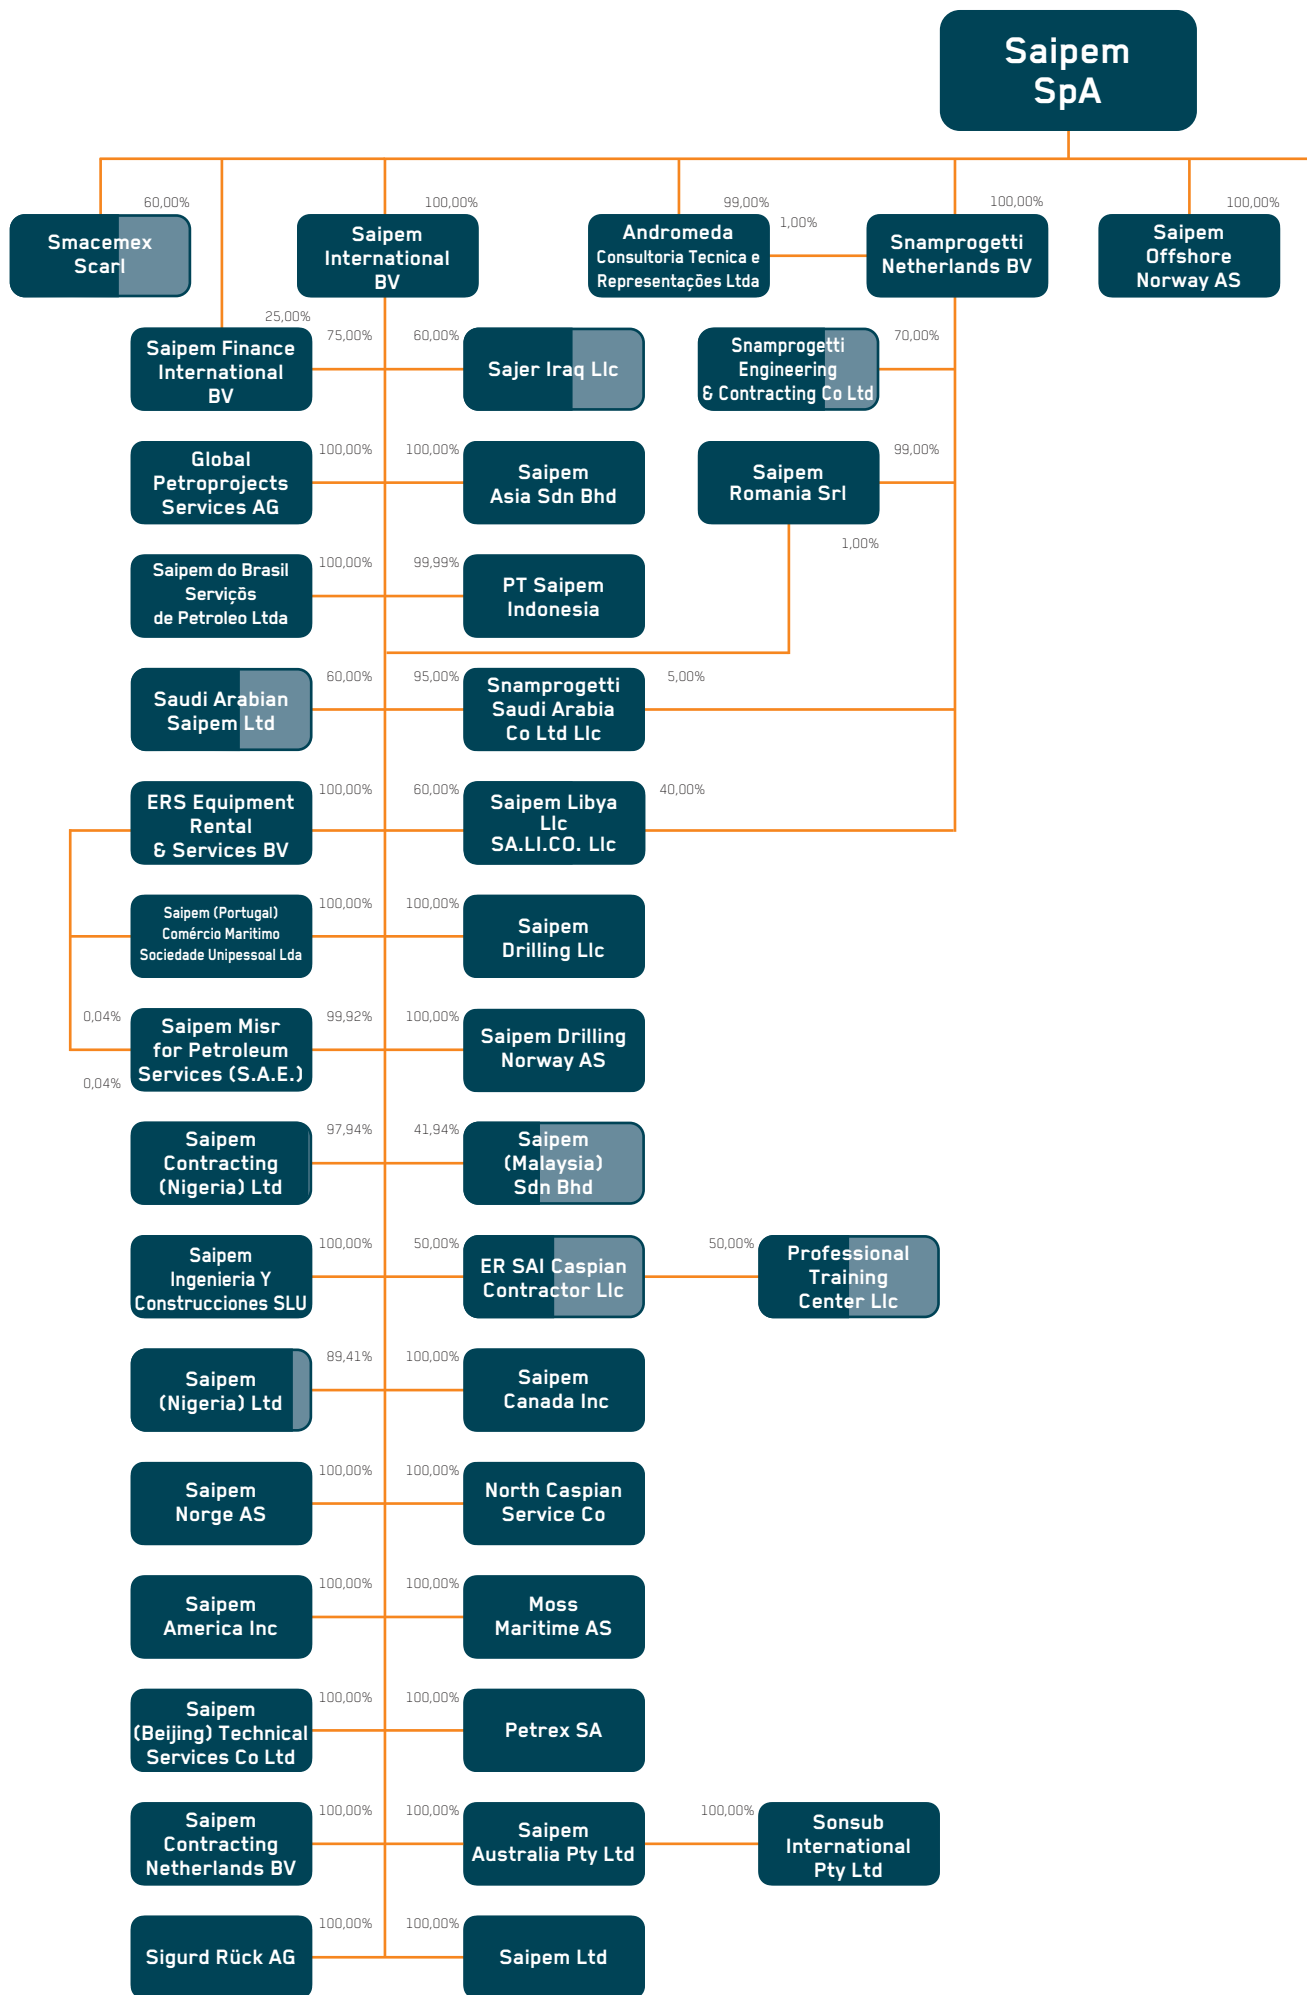 Saipem
SpA
60,00%
Smacemex
Scarl
100,00%
Saipem
International
BV
99,00%
1,00%
Andromeda
Consultoria Tecnica e
Representações Ltda
100,00%
Snamprogetti
Netherlands BV
100,00%
Saipem
Offshore
Norway AS
25,00%
75,00%
Saipem Finance
International
BV
60,00%
Sajer Iraq Llc
70,00%
Snamprogetti
Engineering
& Contracting Co Ltd
100,00%
Global
Petroprojects
Services AG
100,00%
Saipem
Asia Sdn Bhd
99,00%
Saipem
Romania Srl
1,00%
100,00%
Saipem do Brasil
Serviçõs
de Petroleo Ltda
99,99%
PT Saipem
Indonesia
60,00%
Saudi Arabian
Saipem Ltd
95,00%
Snamprogetti
Saudi Arabia
Co Ltd Llc
5,00%
100,00%
ERS Equipment
Rental
& Services BV
60,00%
Saipem Libya
Llc
SA.LI.CO. Llc
40,00%
100,00%
Saipem (Portugal)
Comércio Maritimo
Sociedade Unipessoal Lda
100,00%
Saipem
Drilling Llc
0,04%
99,92%
Saipem Misr
for Petroleum
Services (S.A.E.)
0,04%
100,00%
Saipem Drilling
Norway AS
97,94%
Saipem
Contracting
(Nigeria) Ltd
41,94%
Saipem
(Malaysia)
Sdn Bhd
100,00%
Saipem
Ingenieria Y
Construcciones SLU
50,00%
ER SAI Caspian
Contractor Llc
50,00%
Professional
Training
Center Llc
89,41%
Saipem
(Nigeria) Ltd
100,00%
Saipem
Canada Inc
100,00%
Saipem
Norge AS
100,00%
North Caspian
Service Co
100,00%
Saipem
America Inc
100,00%
Moss
Maritime AS
100,00%
Saipem
(Beijing) Technical
Services Co Ltd
100,00%
Petrex SA
100,00%
Saipem
Contracting
Netherlands BV
100,00%
Saipem
Australia Pty Ltd
100,00%
Sonsub
International
Pty Ltd
100,00%
Sigurd Rück AG
100,00%
Saipem Ltd